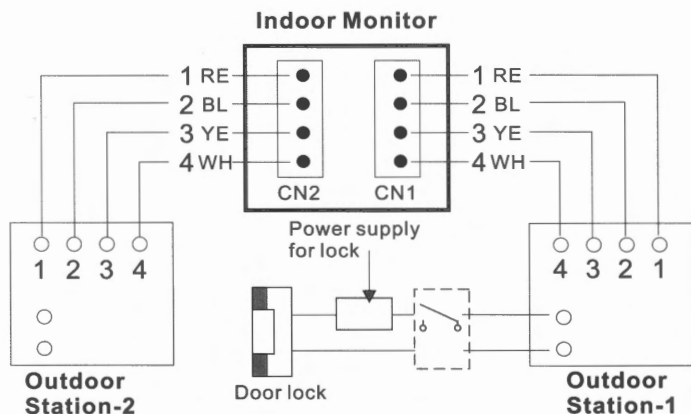 Indoor Monitor
1 RE
2 BL
3 YE
4 WH
CN2
CN1
1 RE
2 BL
3 YE
4 WH
1 2 3 4
Power supply
for lock
4 3 2 1
Door lock
Outdoor
Station-2
Outdoor
Station-1